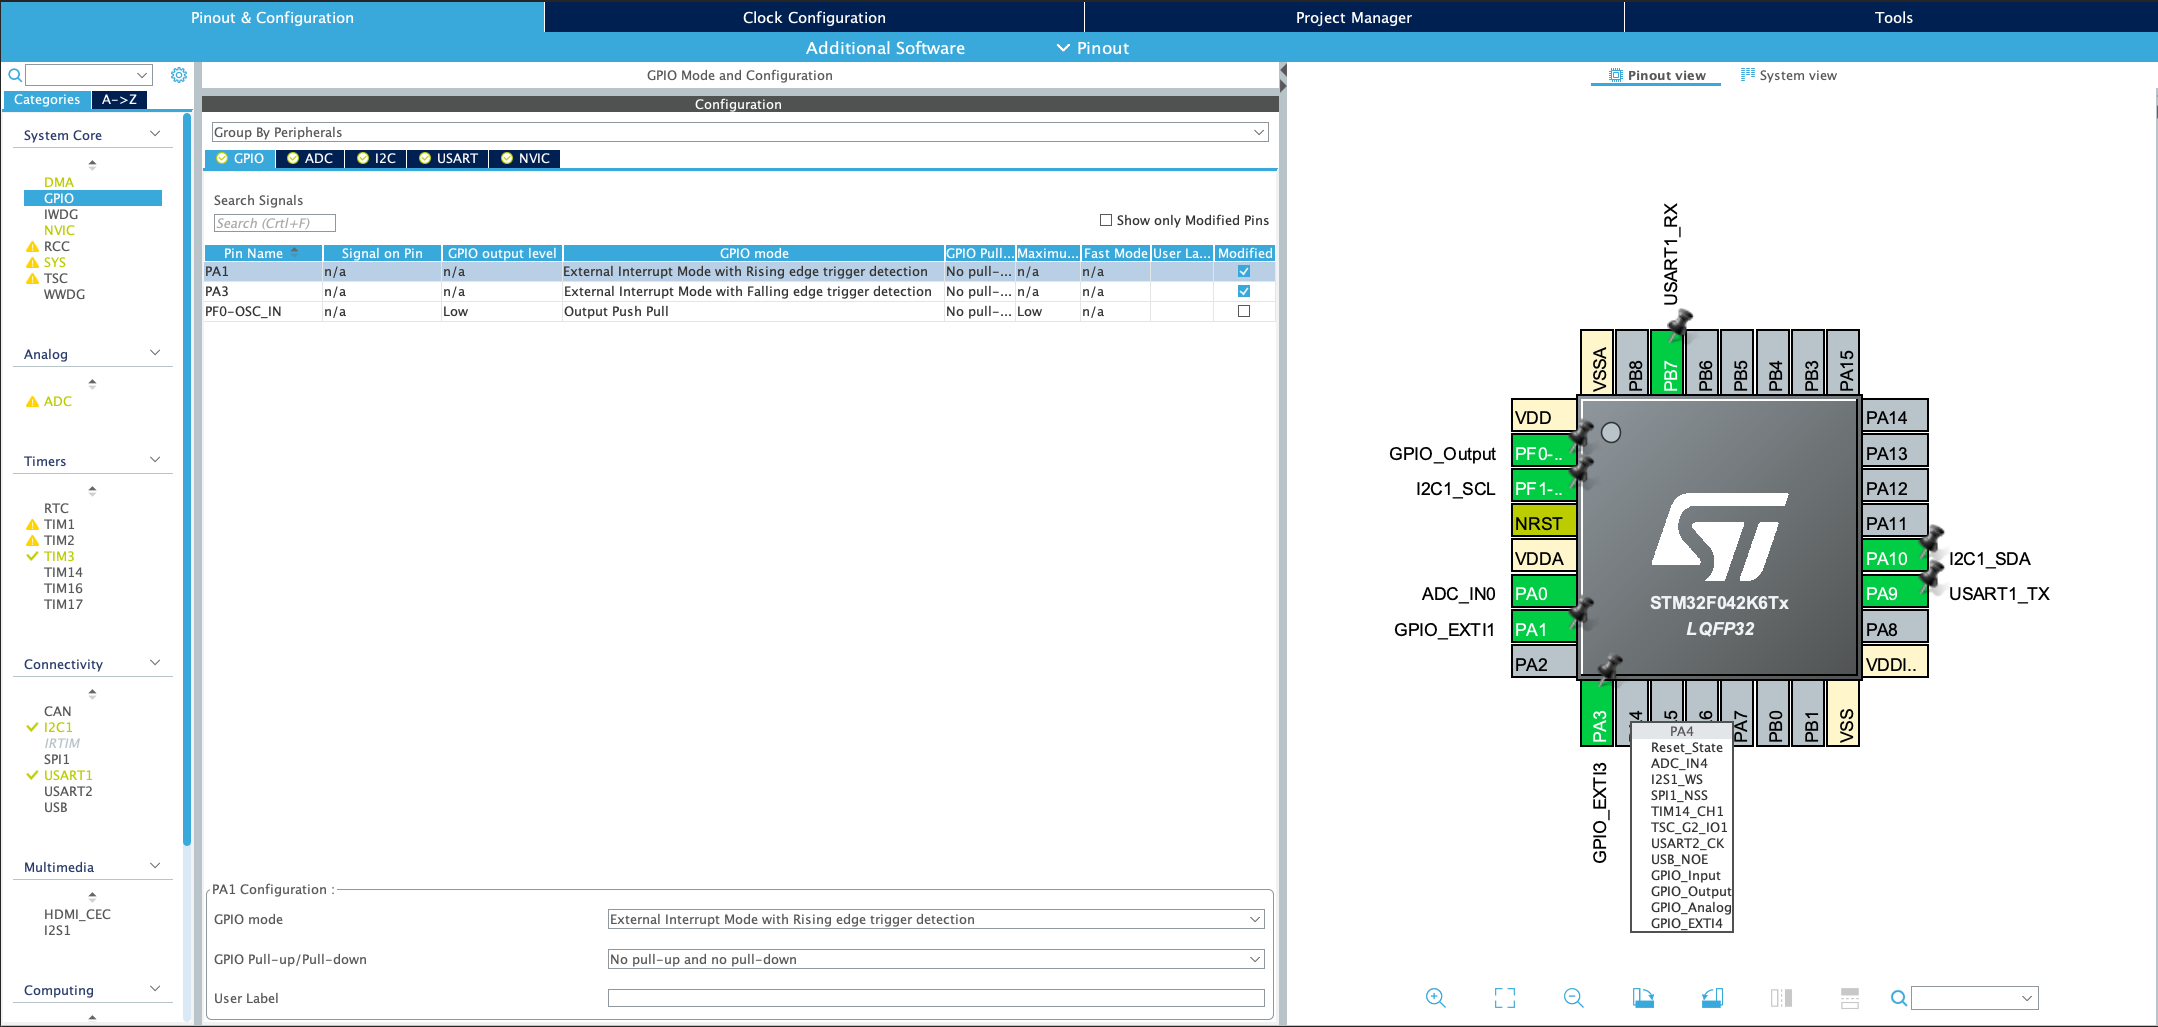 Pinout & Configuration
Clock Configuration
Project Manager
Tools
Additional Software
Pinout
Categories
A->Z
System Core
DMA
GPIO
IWDG
NVIC
RCC
SYS
TSC
WWDG
Analog
ADC
Timers
RTC
TIM1
TIM2
TIM3
TIM14
TIM16
TIM17
Connectivity
CAN
I2C1
IRTIM
SPI1
USART1
USART2
USB
Multimedia
HDMI_CEC
I2S1
Computing
GPIO Mode and Configuration
Configuration
Group By Peripherals
GPIO ADC I2C USART NVIC
Search Signals
Search (Crtl+F)
Show only Modified Pins
Pin Name Signal on Pin GPIO output level GPIO mode GPIO Pull... Maximu... Fast Mode User La... Modified
PA1 n/a n/a External Interrupt Mode with Rising edge trigger detection No pull-... n/a n/a
PA3 n/a n/a External Interrupt Mode with Falling edge trigger detection No pull-... n/a n/a
PF0-OSC_IN n/a Low Output Push Pull No pull-... Low n/a
PA1 Configuration :
GPIO mode External Interrupt Mode with Rising edge trigger detection
GPIO Pull-up/Pull-down No pull-up and no pull-down
User Label
Pinout view
System view
USART1_RX
VSSA PB8 PB7 PB6 PB5 PB4 PB3 PA15
VDD
GPIO_Output PF0-..
I2C1_SCL PF1-..
NRST
VDDA
ADC_IN0 PA0
GPIO_EXTI1 PA1
PA2
ST
STM32F042K6Tx
LQFP32
PA14
PA13
PA12
PA11
PA10 I2C1_SDA
PA9 USART1_TX
PA8
VDDI..
PA3 PA7 PB0 PB1 VSS
GPIO_EXTI3
PA4
Reset_State
ADC_IN4
I2S1_WS
SPI1_NSS
TIM14_CH1
TSC_G2_IO1
USART2_CK
USB_NOE
GPIO_Input
GPIO_Output
GPIO_Analog
GPIO_EXTI4